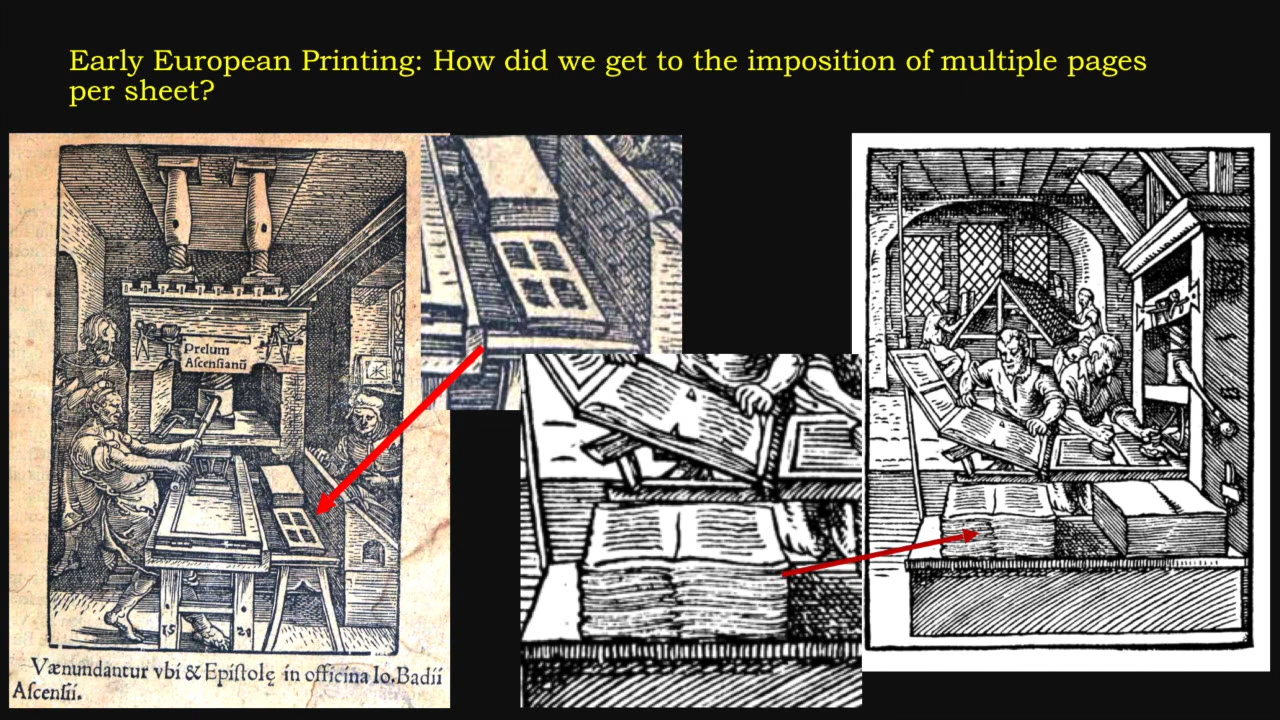 Early European Printing: How did we get to the imposition of multiple pages
per sheet?
Prelum
Aſcenſianū
15 21
Vænundantur vbi & Epiſtolę in officina Io.Badii
Aſcenſii.